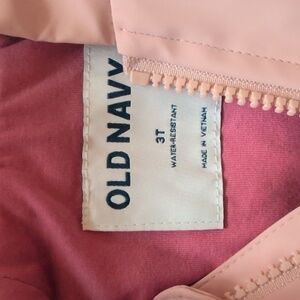 OLD NAVY
3T
WATER-RESISTANT
MADE IN VIETNAM